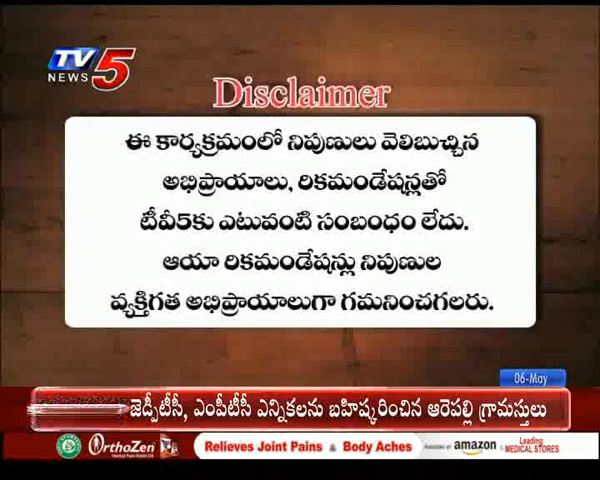 TV5
NEWS
Disclaimer
ఈ కార్యక్రమంలో నిపుణులు వెలిబుచ్చిన
అభిప్రాయాలు, రికమండేషన్లతో
టీవీ5కు ఎటువంటి సంబంధం లేదు.
ఆయా రికమండేషన్లు నిపుణుల
వ్యక్తిగత అభిప్రాయాలుగా గమనించగలరు.
06-May
జెడ్పీటీసీ, ఎంపీటీసీ ఎన్నికలను బహిష్కరించిన ఆరెపల్లి గ్రామస్తులు
OrthoZen Relieves Joint Pains & Body Aches amazon & Leading MEDICAL STORES